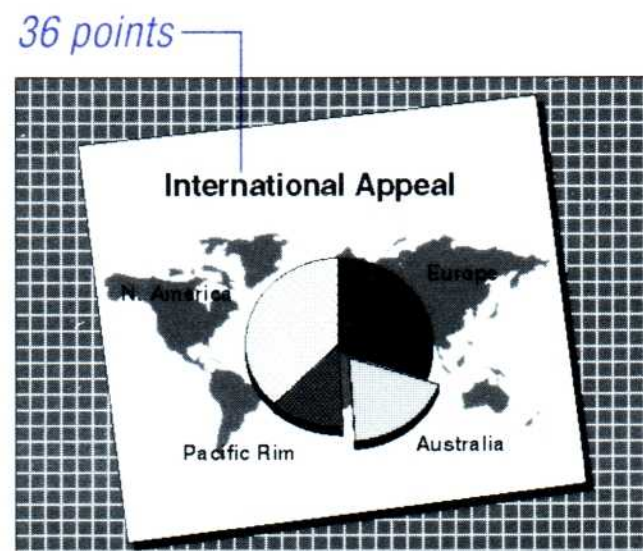 36 points
International Appeal
N. America
Europe
Pacific Rim
Australia